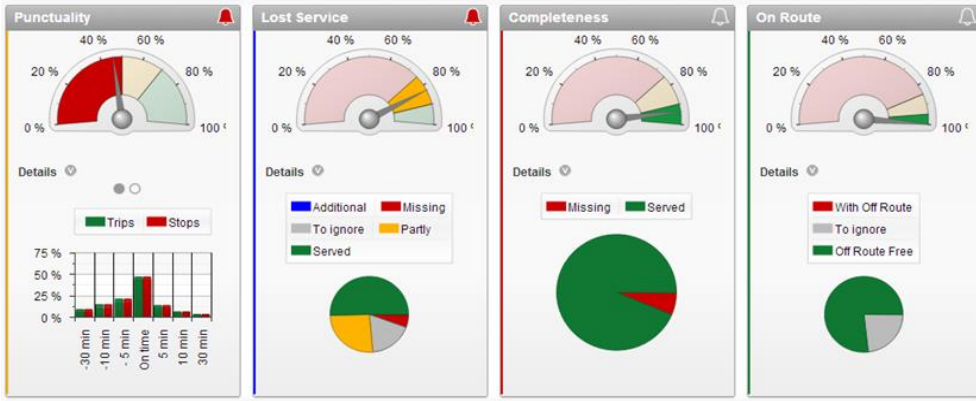 Punctuality
40 % 60 %
20 % 80 %
0 % 100 %
Details
Trips Stops
75 %
50 %
25 %
0 %
-30 min -10 min - 5 min On time 5 min 10 min 30 min
Lost Service
40 % 60 %
20 % 80 %
0 % 100 %
Details
Additional Missing
To ignore Partly
Served
Completeness
40 % 60 %
20 % 80 %
0 % 100 %
Details
Missing Served
On Route
40 % 60 %
20 % 80 %
0 % 100 %
Details
With Off Route
To ignore
Off Route Free